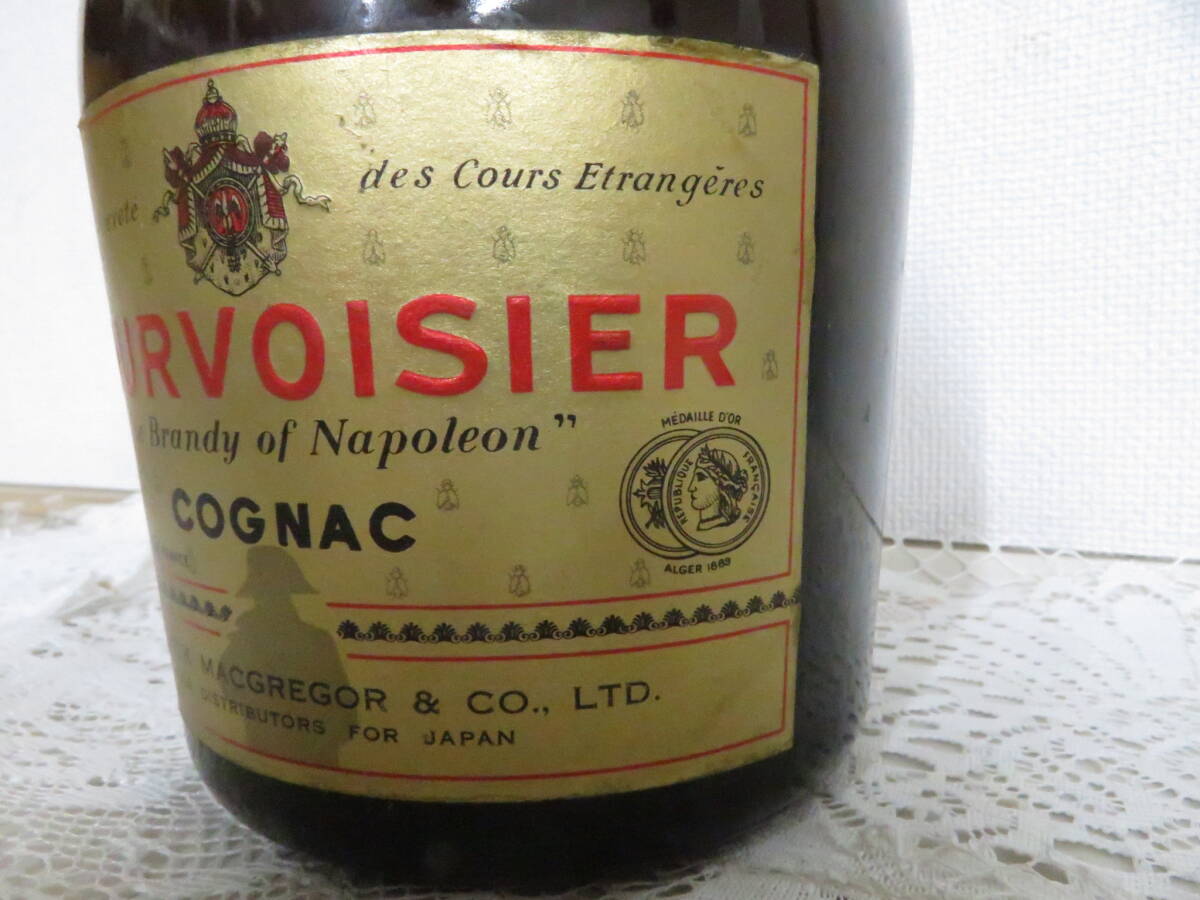 des Cours Etrangères
URVOISIER
Brandy of Napoleon"
COGNAC
MÉDAILLE D'OR
RÉPUBLIQUE FRANÇAISE
ALGER 1889
MACGREGOR & CO., LTD.
DISTRIBUTORS FOR JAPAN